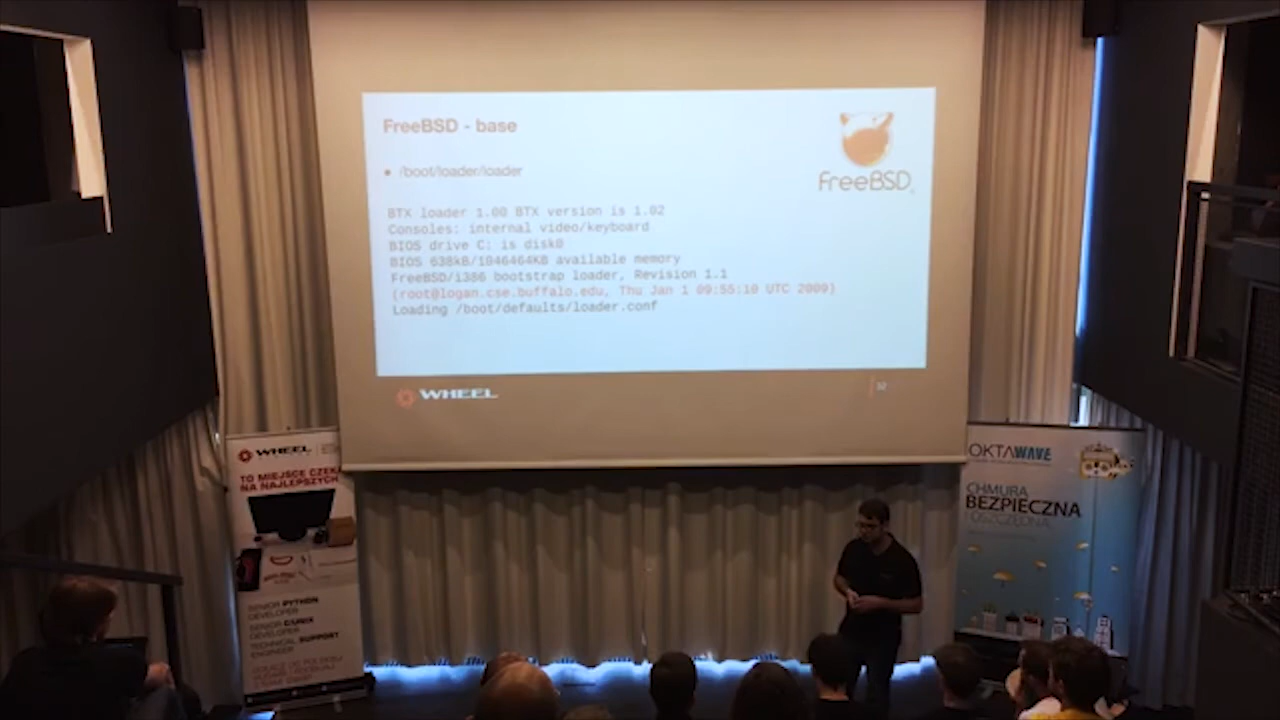 FreeBSD - base
• /boot/loader/loader
FreeBSD
BTX loader 1.00 BTX version is 1.02
Consoles: internal video/keyboard
BIOS drive C: is disk0
BIOS 638kB/1046464kB available memory
FreeBSD/i386 bootstrap loader, Revision 1.1
(root@logan.cse.buffalo.edu, Thu Jan 1 09:55:10 UTC 2009)
Loading /boot/defaults/loader.conf
WHEEL
32
WHEEL
TO MIEJSCE CZEKA
NA NAJLEPSZYCH
SENIOR PYTHON
DEVELOPER
SENIOR C/UNIX
DEVELOPER
TECHNICAL SUPPORT
ENGINEER
OKTAWAVE
CHMURA
BEZPIECZNA
I OSZCZĘDNA